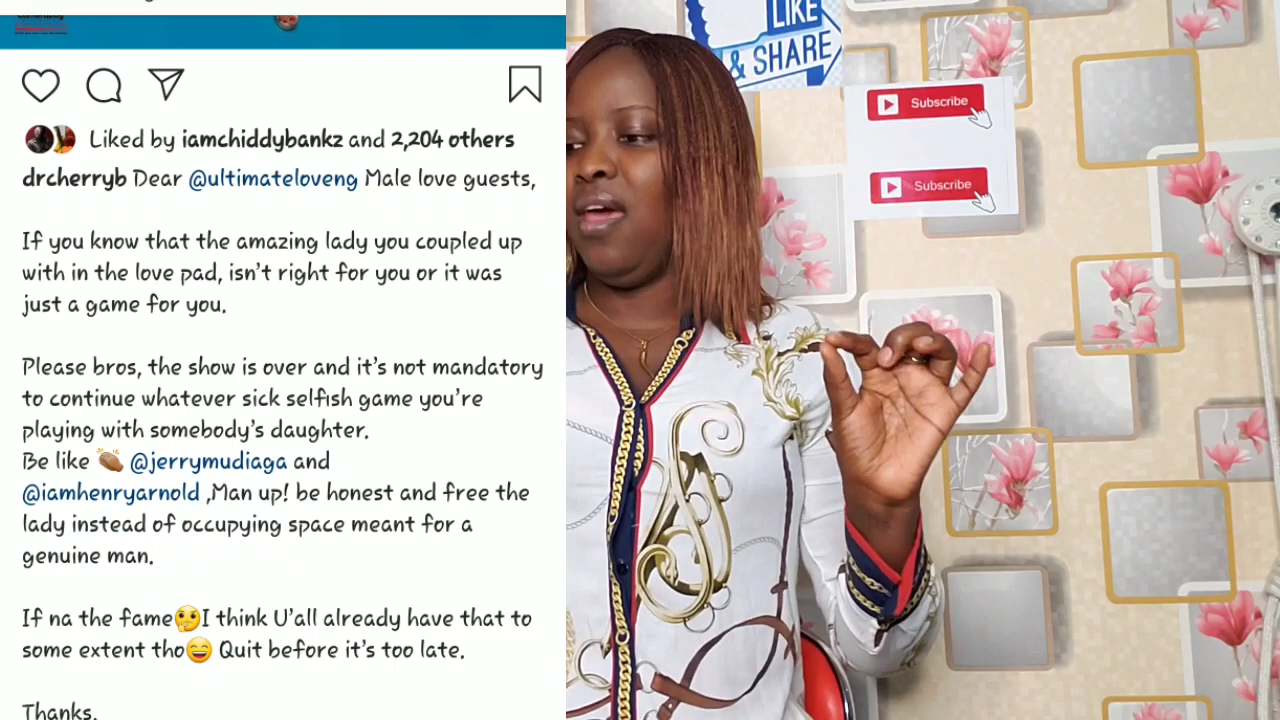 Liked by iamchiddybankz and 2,204 others
drcherryb Dear @ultimateloveng Male love guests,
If you know that the amazing lady you coupled up
with in the love pad, isn't right for you or it was
just a game for you.
Please bros, the show is over and it's not mandatory
to continue whatever sick selfish game you're
playing with somebody's daughter.
Be like 👏🏾 @jerrymudiaga and
@iamhenryarnold ,Man up! be honest and free the
lady instead of occupying space meant for a
genuine man.
If na the fame🤔I think U'all already have that to
some extent tho😄 Quit before it's too late.
Thanks.
LIKE
& SHARE
Subscribe
Subscribe